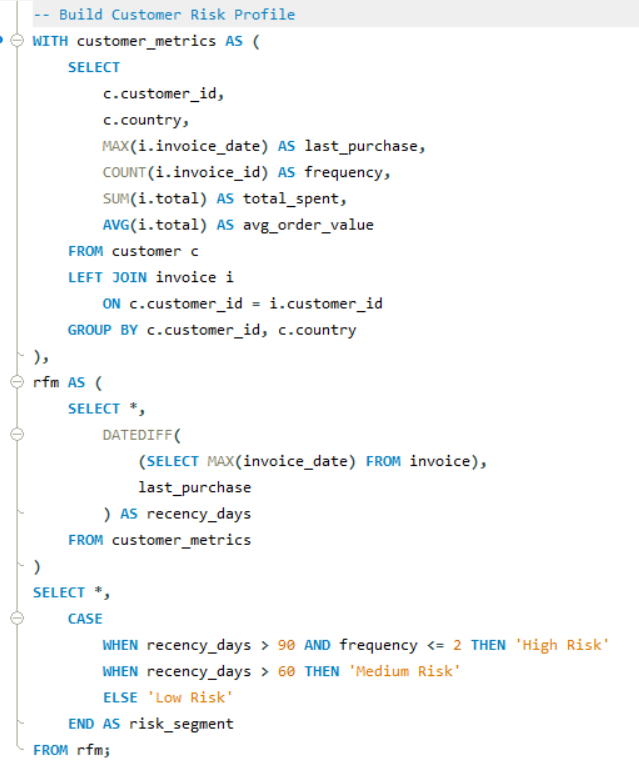 -- Build Customer Risk Profile
WITH customer_metrics AS (
    SELECT
        c.customer_id,
        c.country,
        MAX(i.invoice_date) AS last_purchase,
        COUNT(i.invoice_id) AS frequency,
        SUM(i.total) AS total_spent,
        AVG(i.total) AS avg_order_value
    FROM customer c
    LEFT JOIN invoice i
        ON c.customer_id = i.customer_id
    GROUP BY c.customer_id, c.country
),
rfm AS (
    SELECT *,
        DATEDIFF(
            (SELECT MAX(invoice_date) FROM invoice),
            last_purchase
        ) AS recency_days
    FROM customer_metrics
)
SELECT *,
    CASE
        WHEN recency_days > 90 AND frequency <= 2 THEN 'High Risk'
        WHEN recency_days > 60 THEN 'Medium Risk'
        ELSE 'Low Risk'
    END AS risk_segment
FROM rfm;